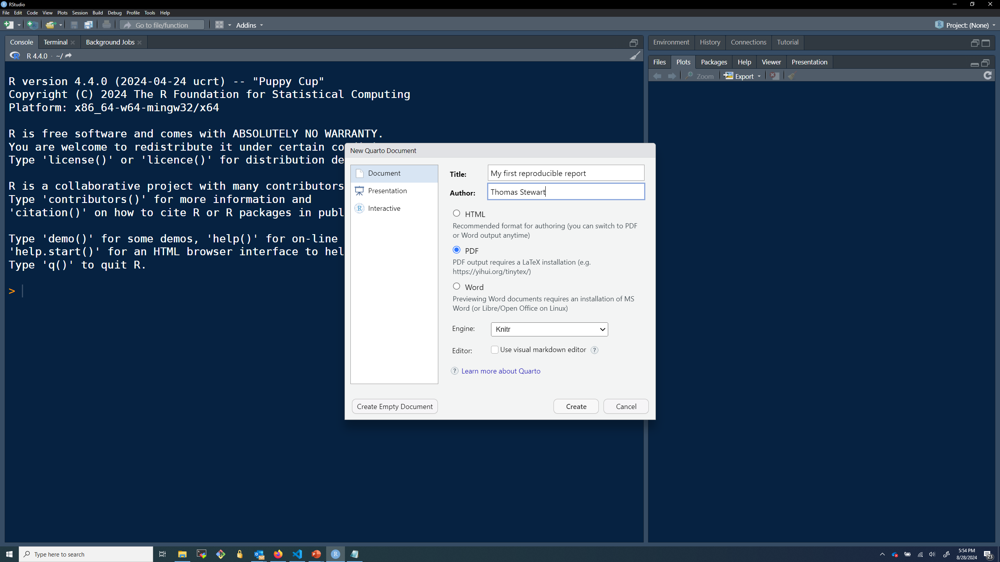 RStudio
File Edit Code View Plots Session Build Debug Profile Tools Help
Go to file/function Addins Project: (None)
Console Terminal Background Jobs
R 4.4.0 · ~/
R version 4.4.0 (2024-04-24 ucrt) -- "Puppy Cup"
Copyright (C) 2024 The R Foundation for Statistical Computing
Platform: x86_64-w64-mingw32/x64
R is free software and comes with ABSOLUTELY NO WARRANTY.
You are welcome to redistribute it under certain co
Type 'license()' or 'licence()' for distribution de
R is a collaborative project with many contributors
Type 'contributors()' for more information and
'citation()' on how to cite R or R packages in publ
Type 'demo()' for some demos, 'help()' for on-line
'help.start()' for an HTML browser interface to hel
Type 'q()' to quit R.
>
Environment History Connections Tutorial
Files Plots Packages Help Viewer Presentation
Zoom Export
New Quarto Document
Document
Presentation
Interactive
Title: My first reproducible report
Author: Thomas Stewart
HTML
Recommended format for authoring (you can switch to PDF
or Word output anytime)
PDF
PDF output requires a LaTeX installation (e.g.
https://yihui.org/tinytex/)
Word
Previewing Word documents requires an installation of MS
Word (or Libre/Open Office on Linux)
Engine: Knitr
Editor: Use visual markdown editor ?
? Learn more about Quarto
Create Empty Document Create Cancel
Type here to search
5:54 PM
8/28/2024
23